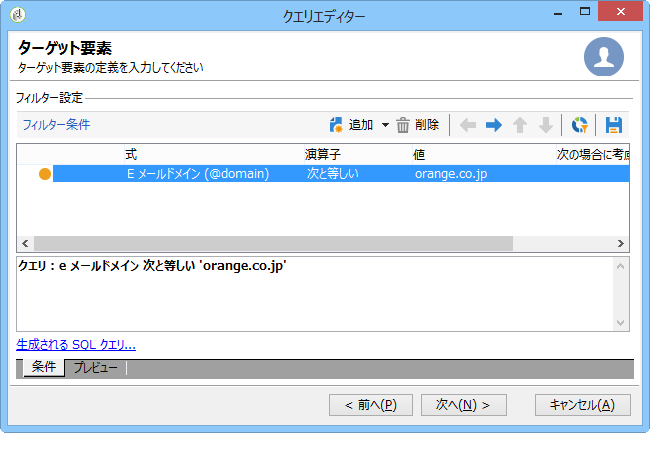 クエリエディター
ターゲット要素
ターゲット要素の定義を入力してください
フィルター設定
フィルター条件 追加 削除
式 演算子 値 次の場合に考慮
E メールドメイン (@domain) 次と等しい orange.co.jp
クエリ : e メールドメイン 次と等しい 'orange.co.jp'
生成される SQL クエリ...
条件 プレビュー
< 前へ(P) 次へ(N) > キャンセル(A)